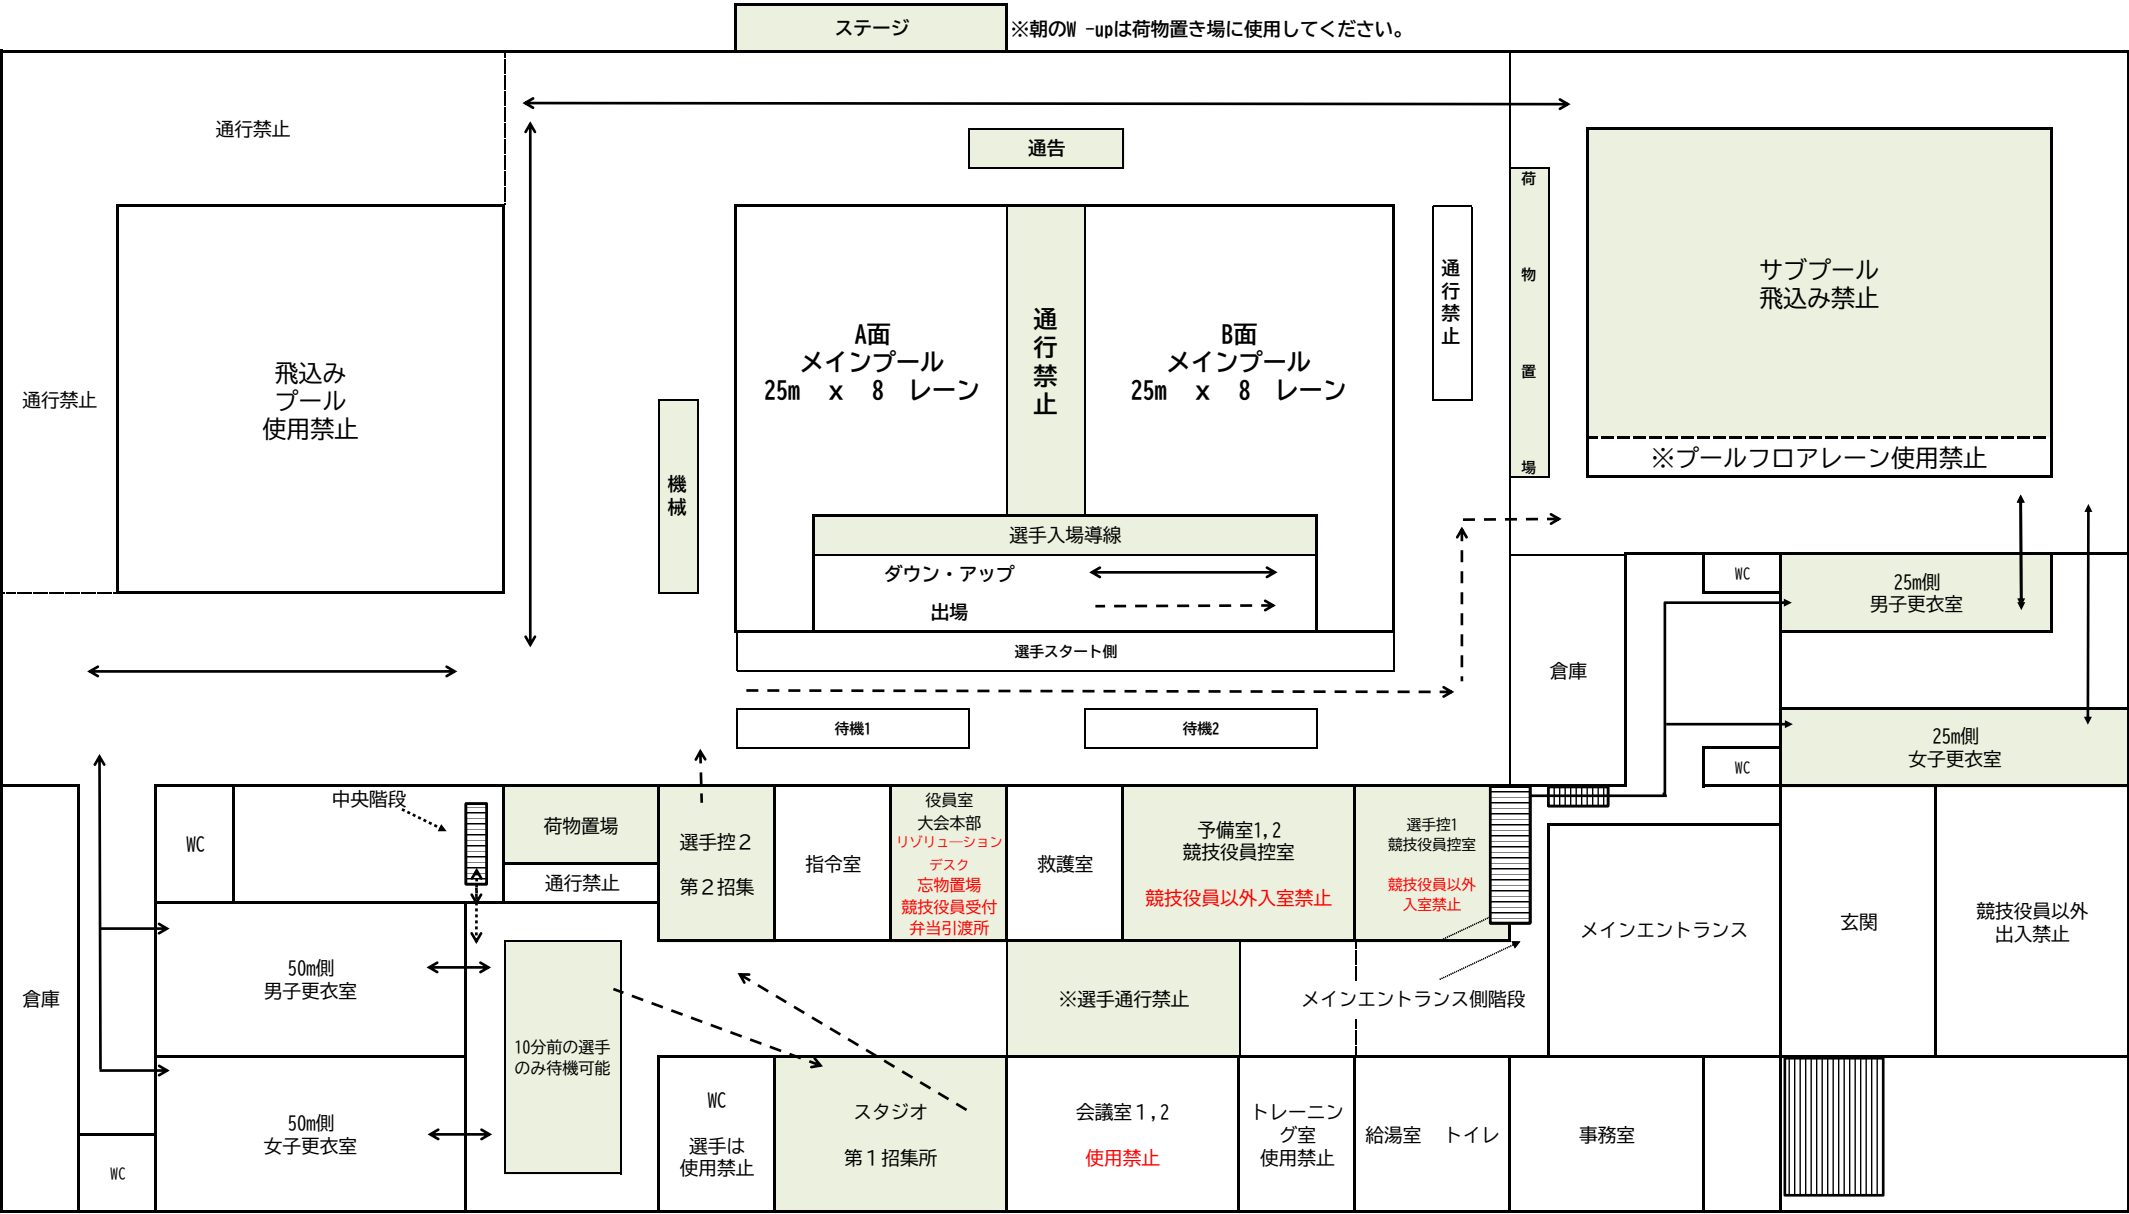 ステージ
※朝のW -upは荷物置き場に使用してください。
通行禁止
通告
荷物置場
通行禁止
飛込み
プール
使用禁止
A面
メインプール
25m x 8 レーン
通行禁止
B面
メインプール
25m x 8 レーン
通行禁止
サブプール
飛込み禁止
※プールフロアレーン使用禁止
機械
選手入場導線
ダウン・アップ
出場
選手スタート側
待機1
待機2
倉庫
WC
25m側
男子更衣室
WC
25m側
女子更衣室
中央階段
WC
荷物置場
通行禁止
選手控２
第２招集
指令室
役員室
大会本部
リゾリューション
デスク
忘物置場
競技役員受付
弁当引渡所
救護室
予備室1,2
競技役員控室
競技役員以外入室禁止
選手控1
競技役員控室
競技役員以外
入室禁止
メインエントランス
玄関
競技役員以外
出入禁止
倉庫
50m側
男子更衣室
※選手通行禁止
メインエントランス側階段
10分前の選手
のみ待機可能
50m側
女子更衣室
WC
WC
選手は
使用禁止
スタジオ
第１招集所
会議室１,２
使用禁止
トレーニン
グ室
使用禁止
給湯室 トイレ
事務室